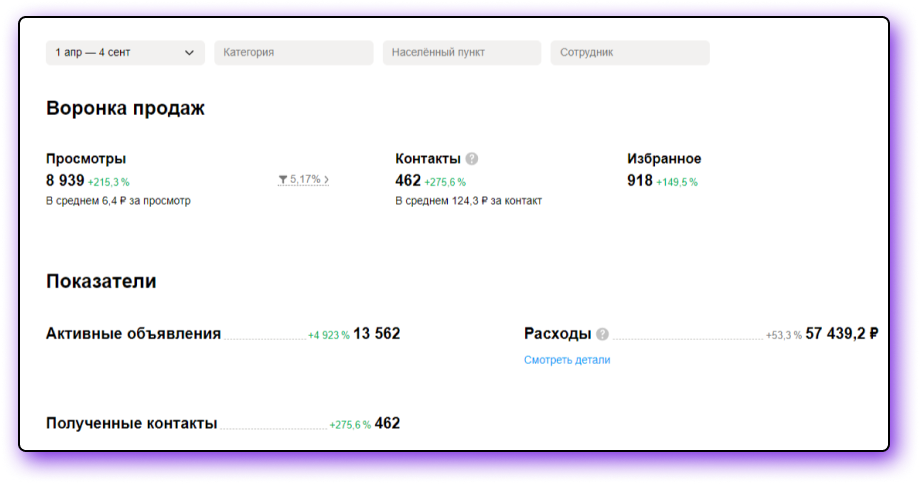 1 апр — 4 сент Категория Населённый пункт Сотрудник
Воронка продаж
Просмотры Контакты ? Избранное
8 939 +215,3 % 5,17% > 462 +275,6 % 918 +149,5 %
В среднем 6,4 ₽ за просмотр В среднем 124,3 ₽ за контакт
Показатели
Активные объявления +4 923 % 13 562 Расходы ? +53,3 % 57 439,2 ₽
Смотреть детали
Полученные контакты +275,6 % 462